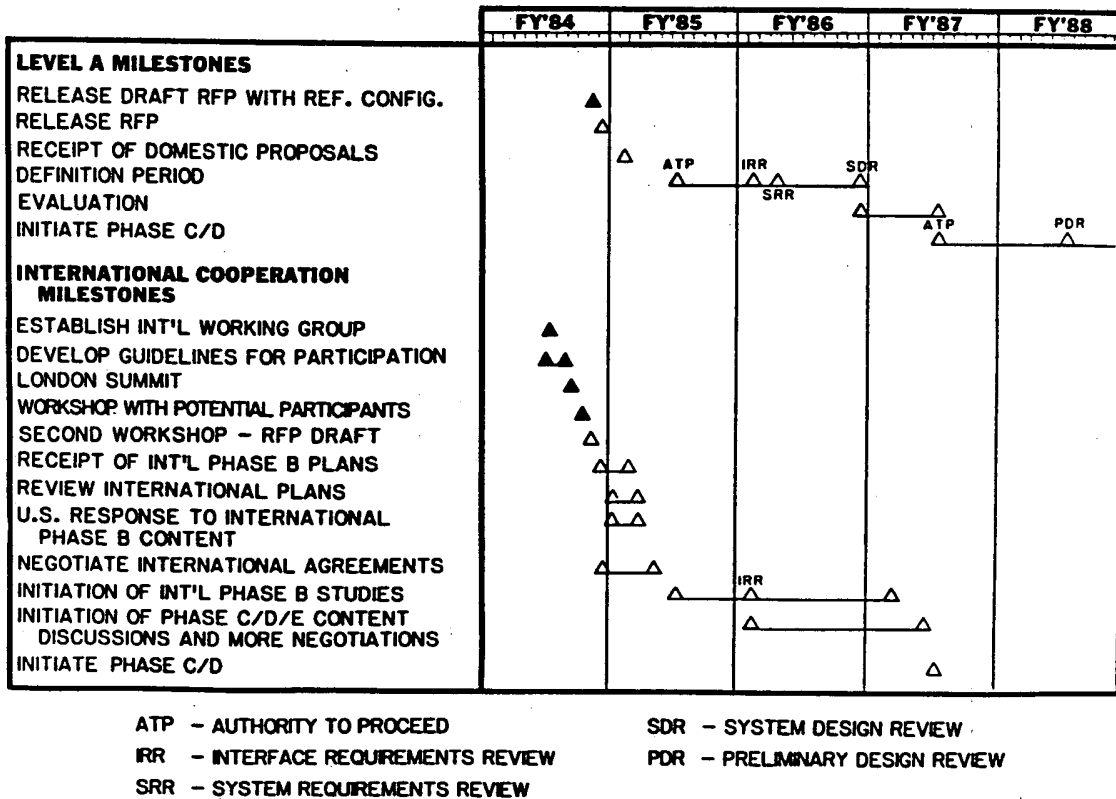 FY'84 FY'85 FY'86 FY'87 FY'88
LEVEL A MILESTONES
RELEASE DRAFT RFP WITH REF. CONFIG.
RELEASE RFP
RECEIPT OF DOMESTIC PROPOSALS
ATP IRR SDR
DEFINITION PERIOD
SRR
EVALUATION
ATP PDR
INITIATE PHASE C/D
INTERNATIONAL COOPERATION
MILESTONES
ESTABLISH INT'L WORKING GROUP
DEVELOP GUIDELINES FOR PARTICIPATION
LONDON SUMMIT
WORKSHOP WITH POTENTIAL PARTICIPANTS
SECOND WORKSHOP - RFP DRAFT
RECEIPT OF INT'L PHASE B PLANS
REVIEW INTERNATIONAL PLANS
U.S. RESPONSE TO INTERNATIONAL
PHASE B CONTENT
NEGOTIATE INTERNATIONAL AGREEMENTS
IRR
INITIATION OF INT'L PHASE B STUDIES
INITIATION OF PHASE C/D/E CONTENT
DISCUSSIONS AND MORE NEGOTIATIONS
INITIATE PHASE C/D
ATP - AUTHORITY TO PROCEED
IRR - INTERFACE REQUIREMENTS REVIEW
SRR - SYSTEM REQUIREMENTS REVIEW
SDR - SYSTEM DESIGN REVIEW
PDR - PRELIMINARY DESIGN REVIEW